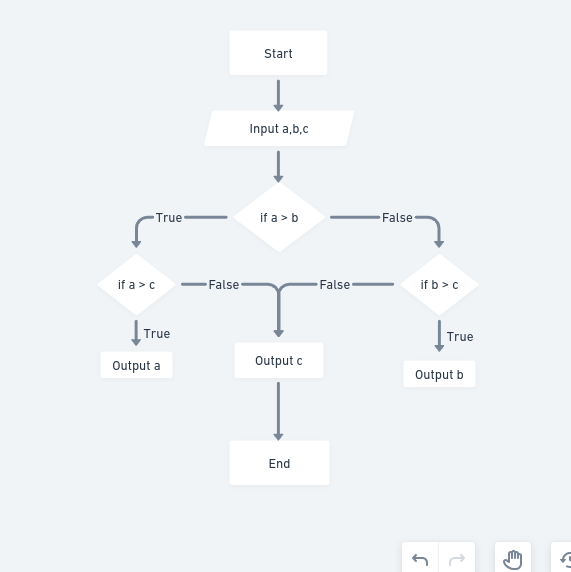 Start
Input a,b,c
if a > b
True
False
if a > c
False
False
if b > c
True
True
Output a
Output c
Output b
End